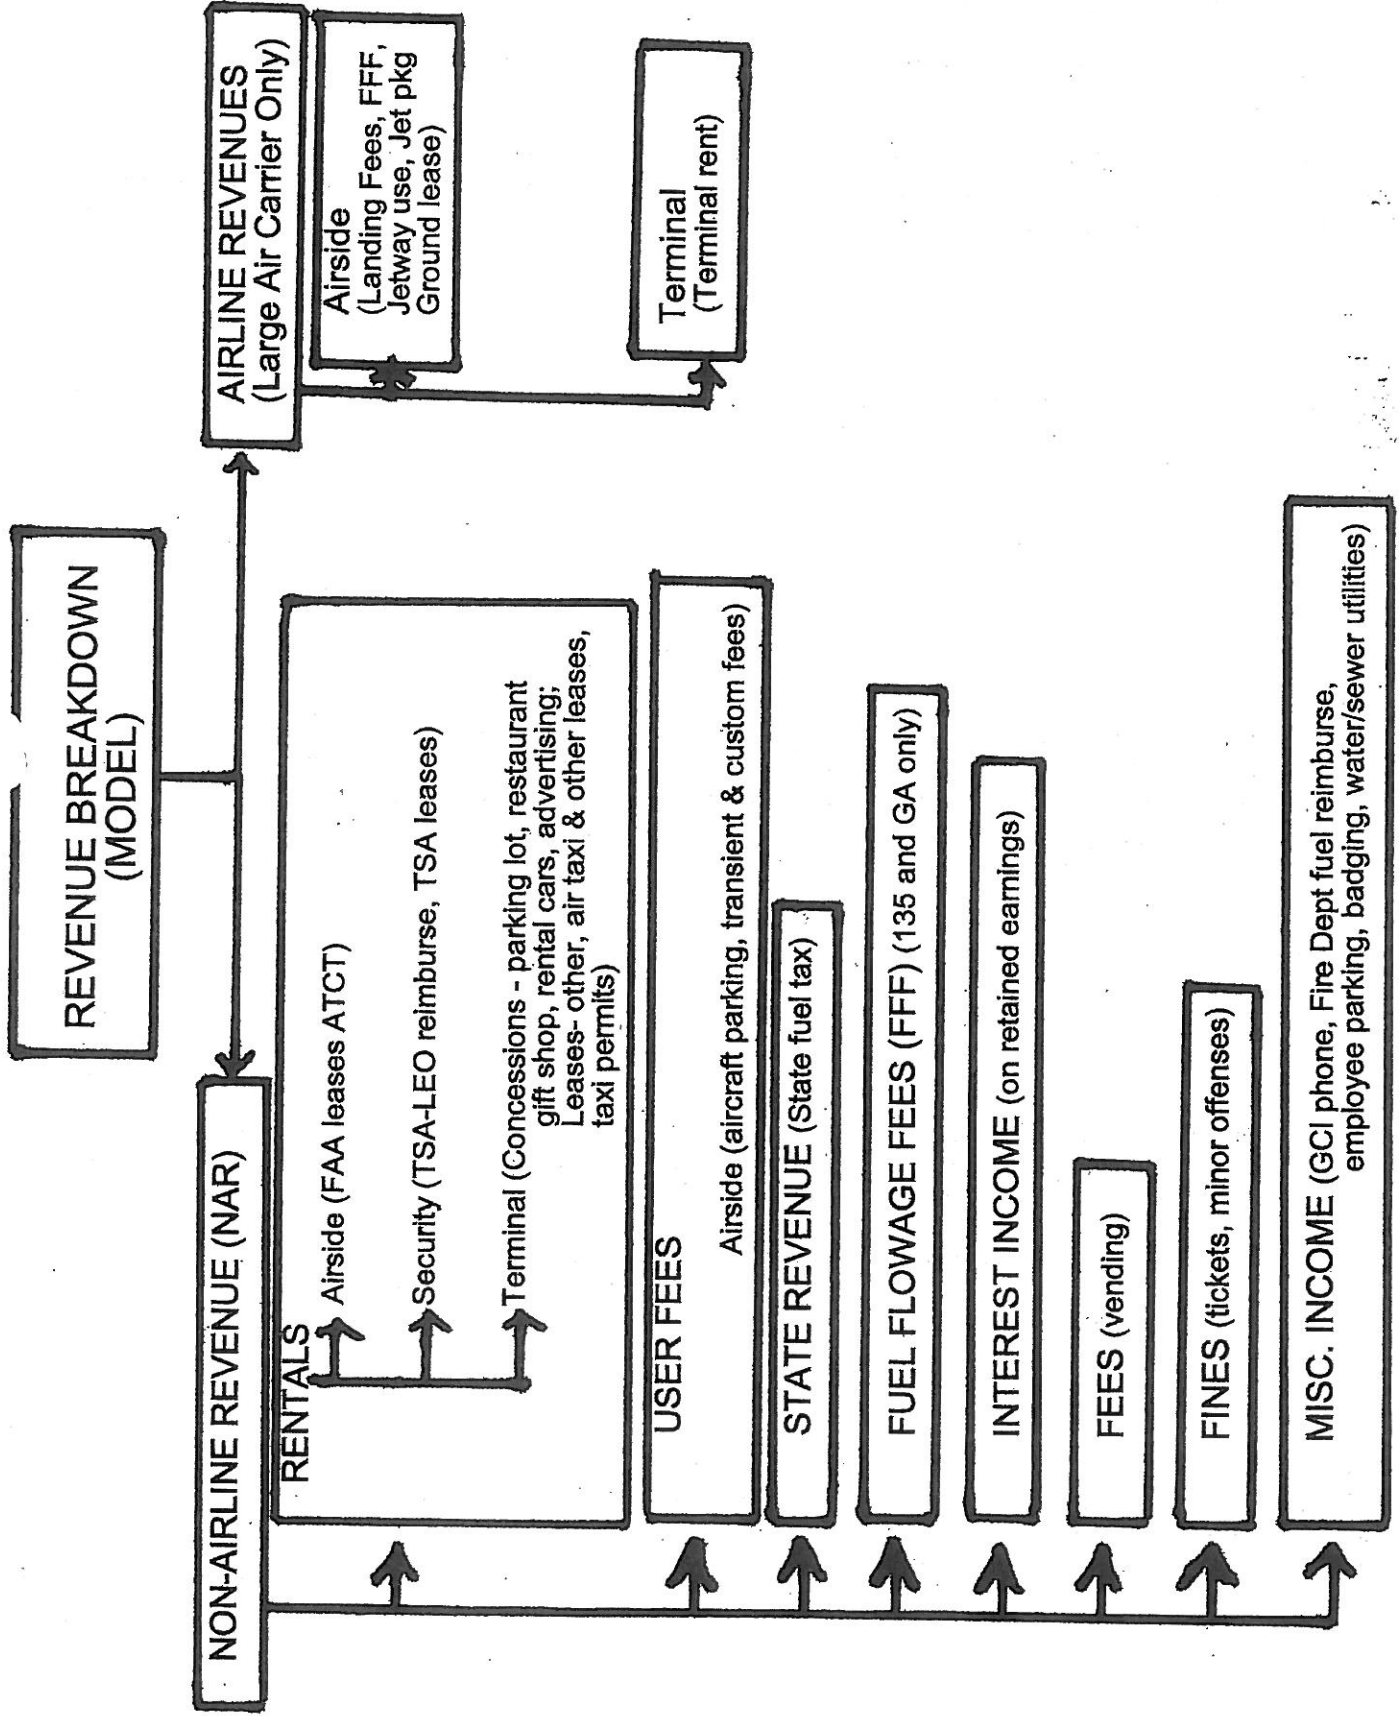 REVENUE BREAKDOWN
(MODEL)
NON-AIRLINE REVENUE (NAR)
RENTALS
Airside (FAA leases ATCT)
Security (TSA-LEO reimburse, TSA leases)
Terminal (Concessions - parking lot, restaurant
gift shop, rental cars, advertising;
Leases- other, air taxi & other leases,
taxi permits)
USER FEES
Airside (aircraft parking, transient & custom fees)
STATE REVENUE (State fuel tax)
FUEL FLOWAGE FEES (FFF) (135 and GA only)
INTEREST INCOME (on retained earnings)
FEES (vending)
FINES (tickets, minor offenses)
MISC. INCOME (GCI phone, Fire Dept fuel reimburse,
employee parking, badging, water/sewer utilities)
AIRLINE REVENUES
(Large Air Carrier Only)
Airside
(Landing Fees, FFF,
Jetway use, Jet pkg
Ground lease)
Terminal
(Terminal rent)